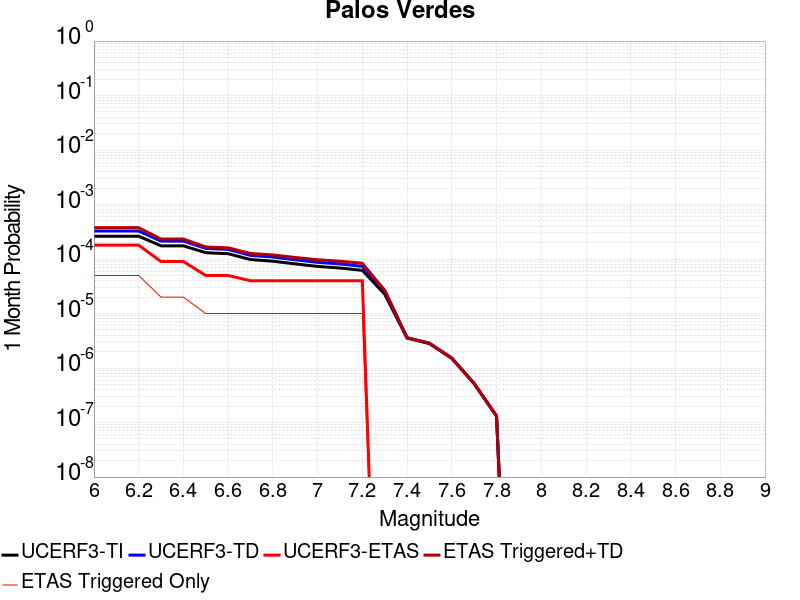 Palos Verdes
10^0
10^-1
10^-2
10^-3
10^-4
10^-5
10^-6
10^-7
10^-8
1 Month Probability
6 6.2 6.4 6.6 6.8 7 7.2 7.4 7.6 7.8 8 8.2 8.4 8.6 8.8 9
Magnitude
UCERF3-TI UCERF3-TD UCERF3-ETAS ETAS Triggered+TD
ETAS Triggered Only